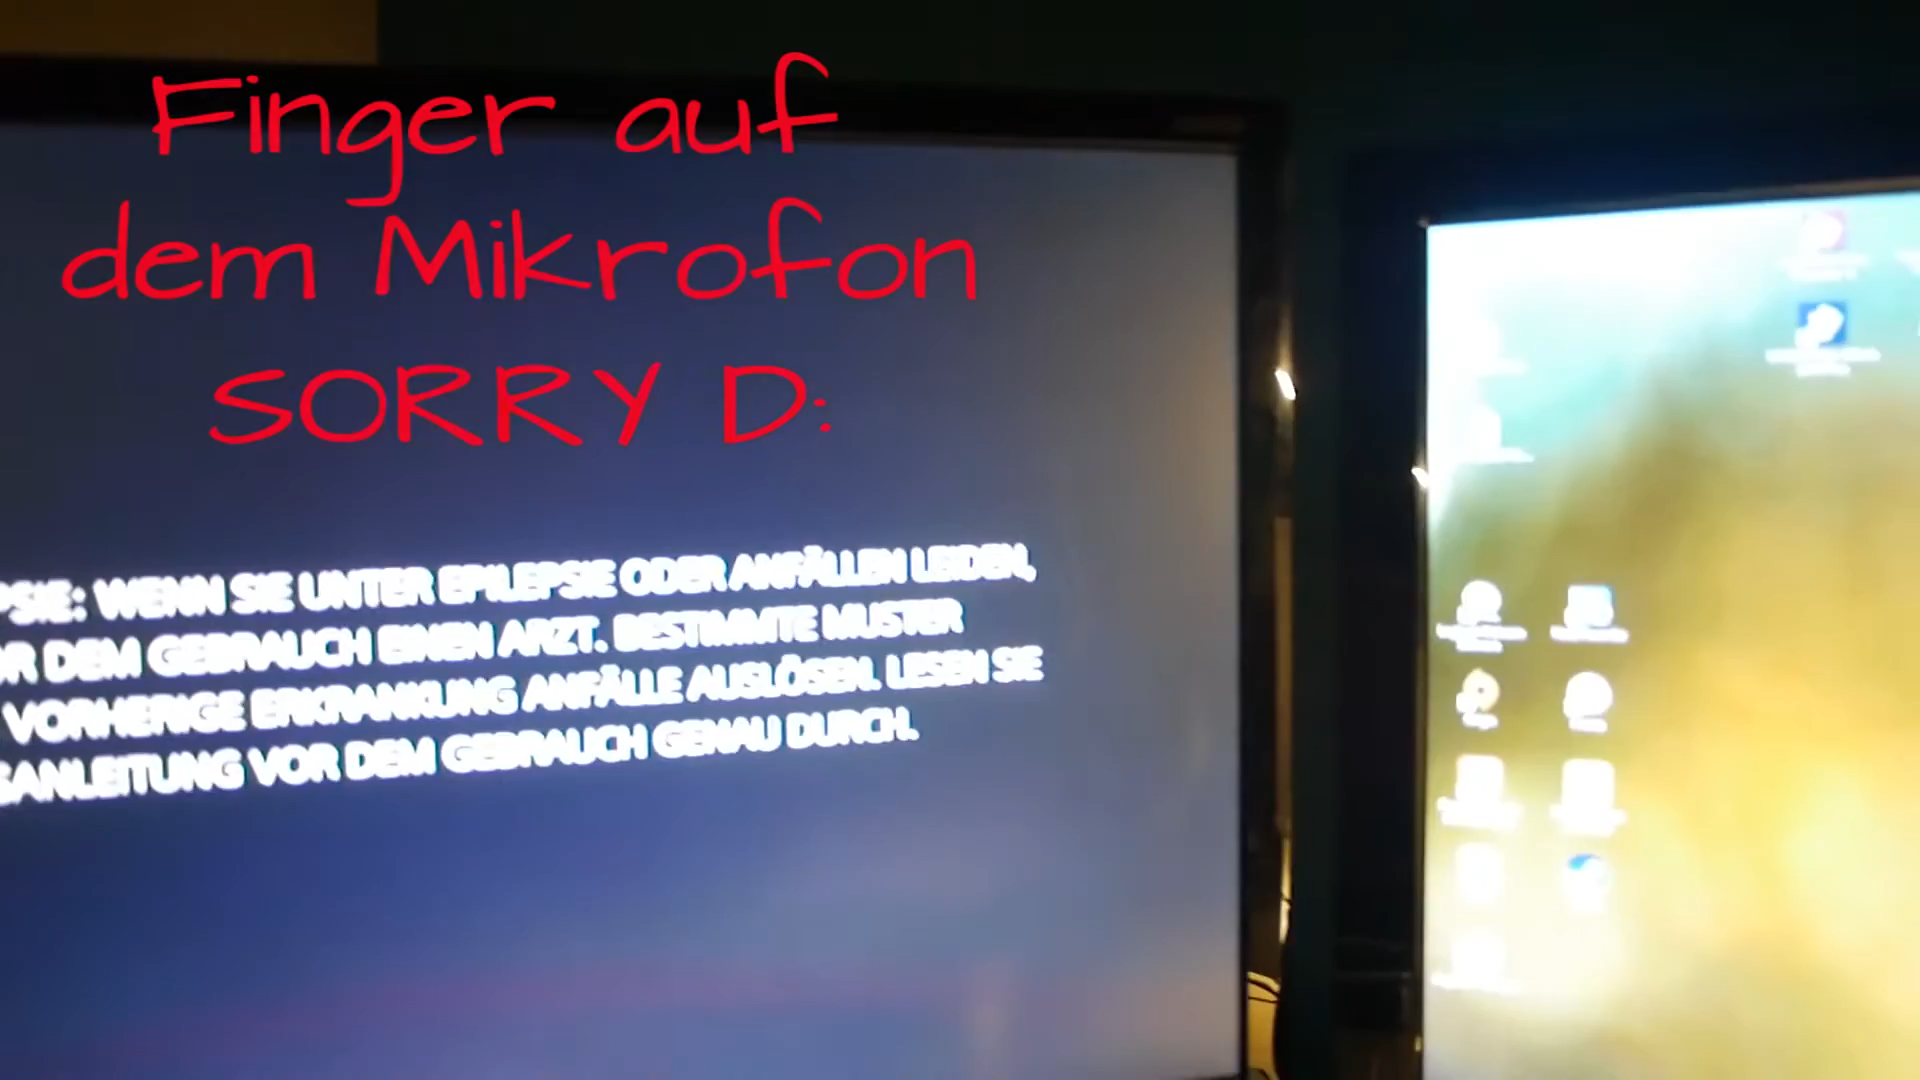 Finger auf
dem Mikrofon
SORRY D:
PSIE: WENN SIE UNTER EPILEPSIE ODER ANFÄLLEN LEIDEN,
OR DEM GEBRAUCH EINEN ARZT. BESTIMMTE MUSTER
VORHERIGE ERKRANKUNG ANFÄLLE AUSLÖSEN. LESEN SIE
SANLEITUNG VOR DEM GEBRAUCH GENAU DURCH.